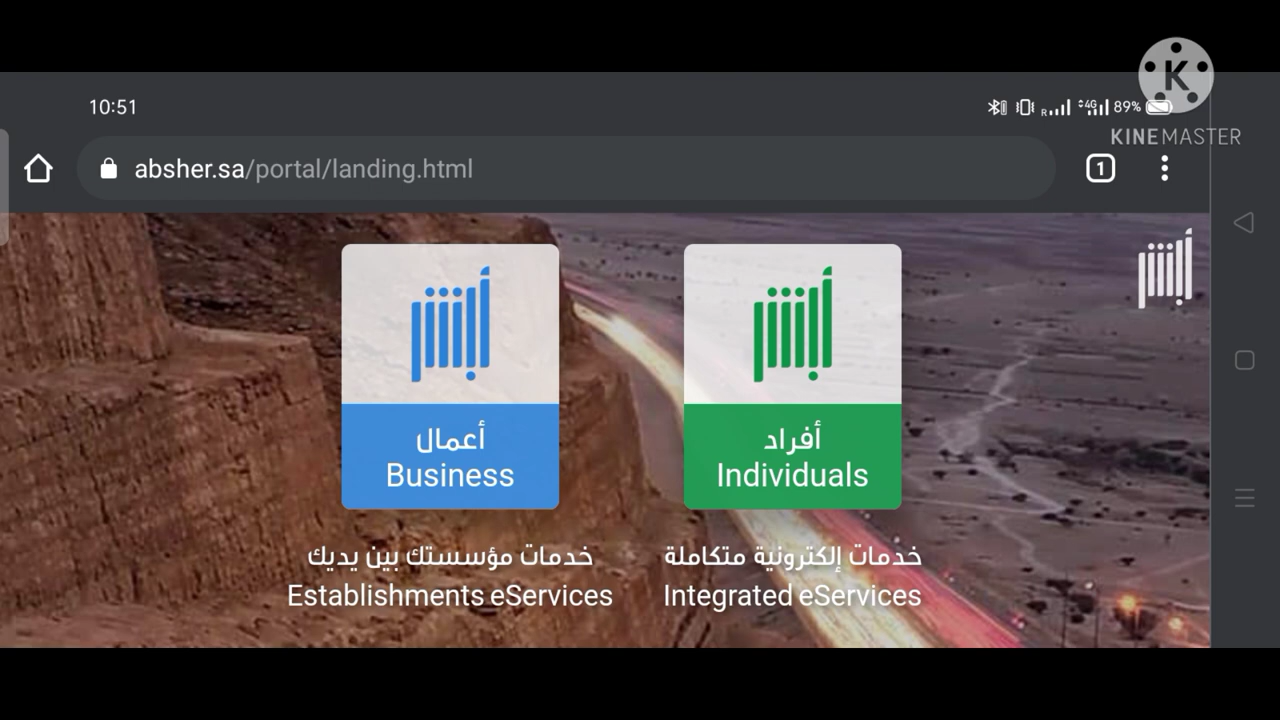 10:51
R
4G
89%
K
KINEMASTER
absher.sa/portal/landing.html
1
أبشر
أبشر
أبشر
أعمال
Business
أفراد
Individuals
خدمات مؤسستك بين يديك
Establishments eServices
خدمات إلكترونية متكاملة
Integrated eServices